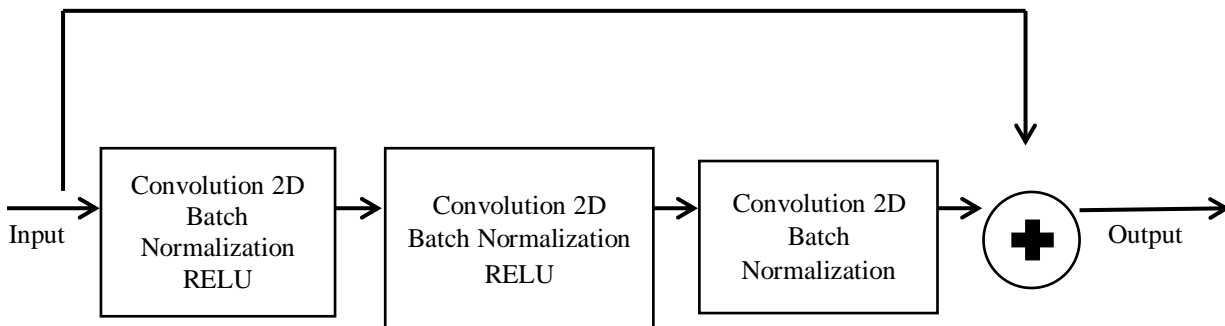 Input
Convolution 2D
Batch
Normalization
RELU
Convolution 2D
Batch Normalization
RELU
Convolution 2D
Batch
Normalization
Output